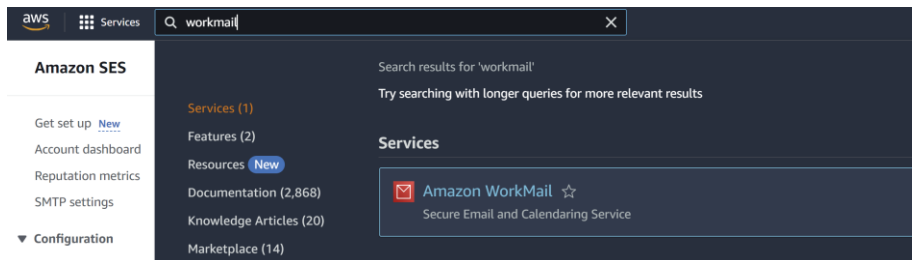 aws
Services
workmail
Amazon SES
Get set up New
Account dashboard
Reputation metrics
SMTP settings
Configuration
Services (1)
Features (2)
Resources New
Documentation (2,868)
Knowledge Articles (20)
Marketplace (14)
Search results for 'workmail'
Try searching with longer queries for more relevant results
Services
Amazon WorkMail
Secure Email and Calendaring Service